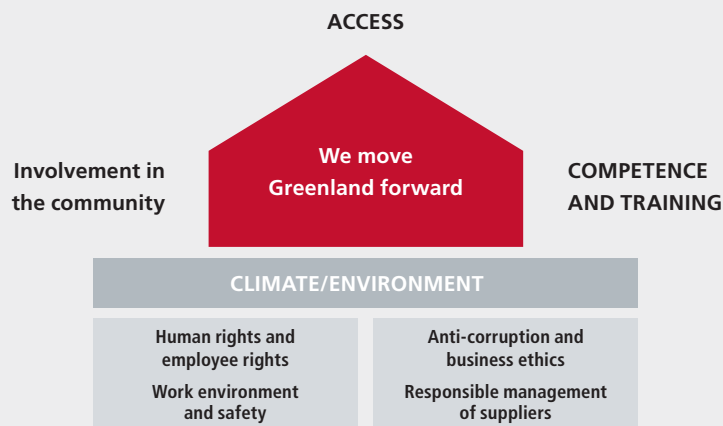 ACCESS
We move
Greenland forward
Involvement in
the community
COMPETENCE
AND TRAINING
CLIMATE/ENVIRONMENT
Human rights and
employee rights
Work environment
and safety
Anti-corruption and
business ethics
Responsible management
of suppliers